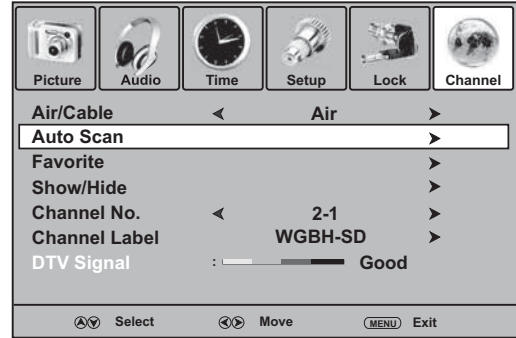 Picture Audio Time Setup Lock Channel
Air/Cable Air
Auto Scan
Favorite
Show/Hide
Channel No. 2-1
Channel Label WGBH-SD
DTV Signal : Good
Select Move MENU Exit